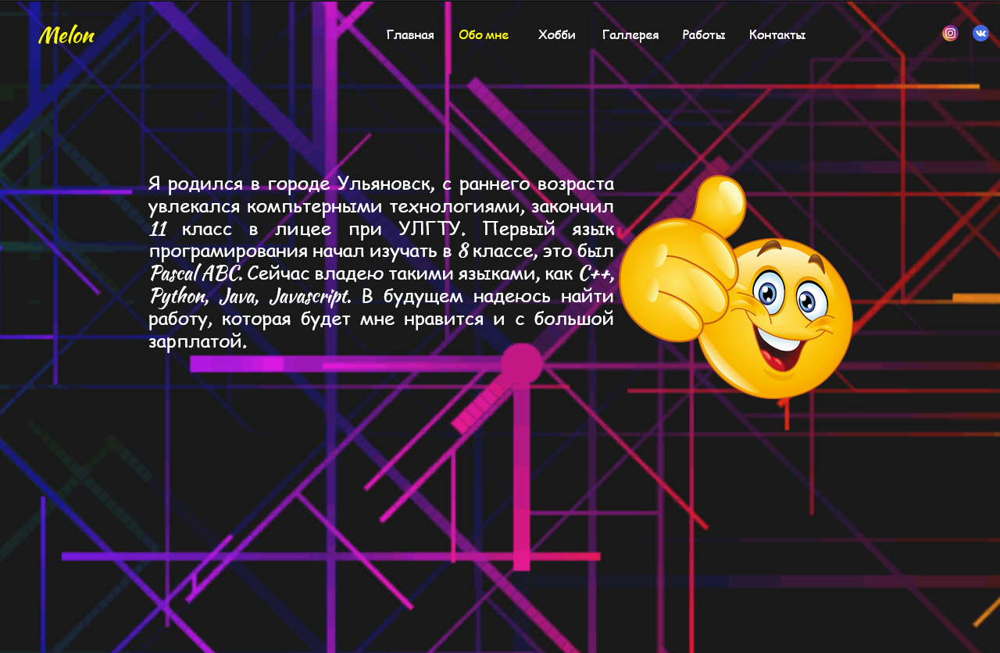 Melon
Главная Обо мне Хобби Галлерея Работы Контакты
Я родился в городе Ульяновск, с раннего возраста
увлекался компьтерными технологиями, закончил
11 класс в лицее при УЛГТУ. Первый язык
програмирования начал изучать в 8 классе, это был
Pascal ABC. Сейчас владею такими языками, как C++,
Python, Java, Javascript. В будущем надеюсь найти
работу, которая будет мне нравится и с большой
зарплатой.